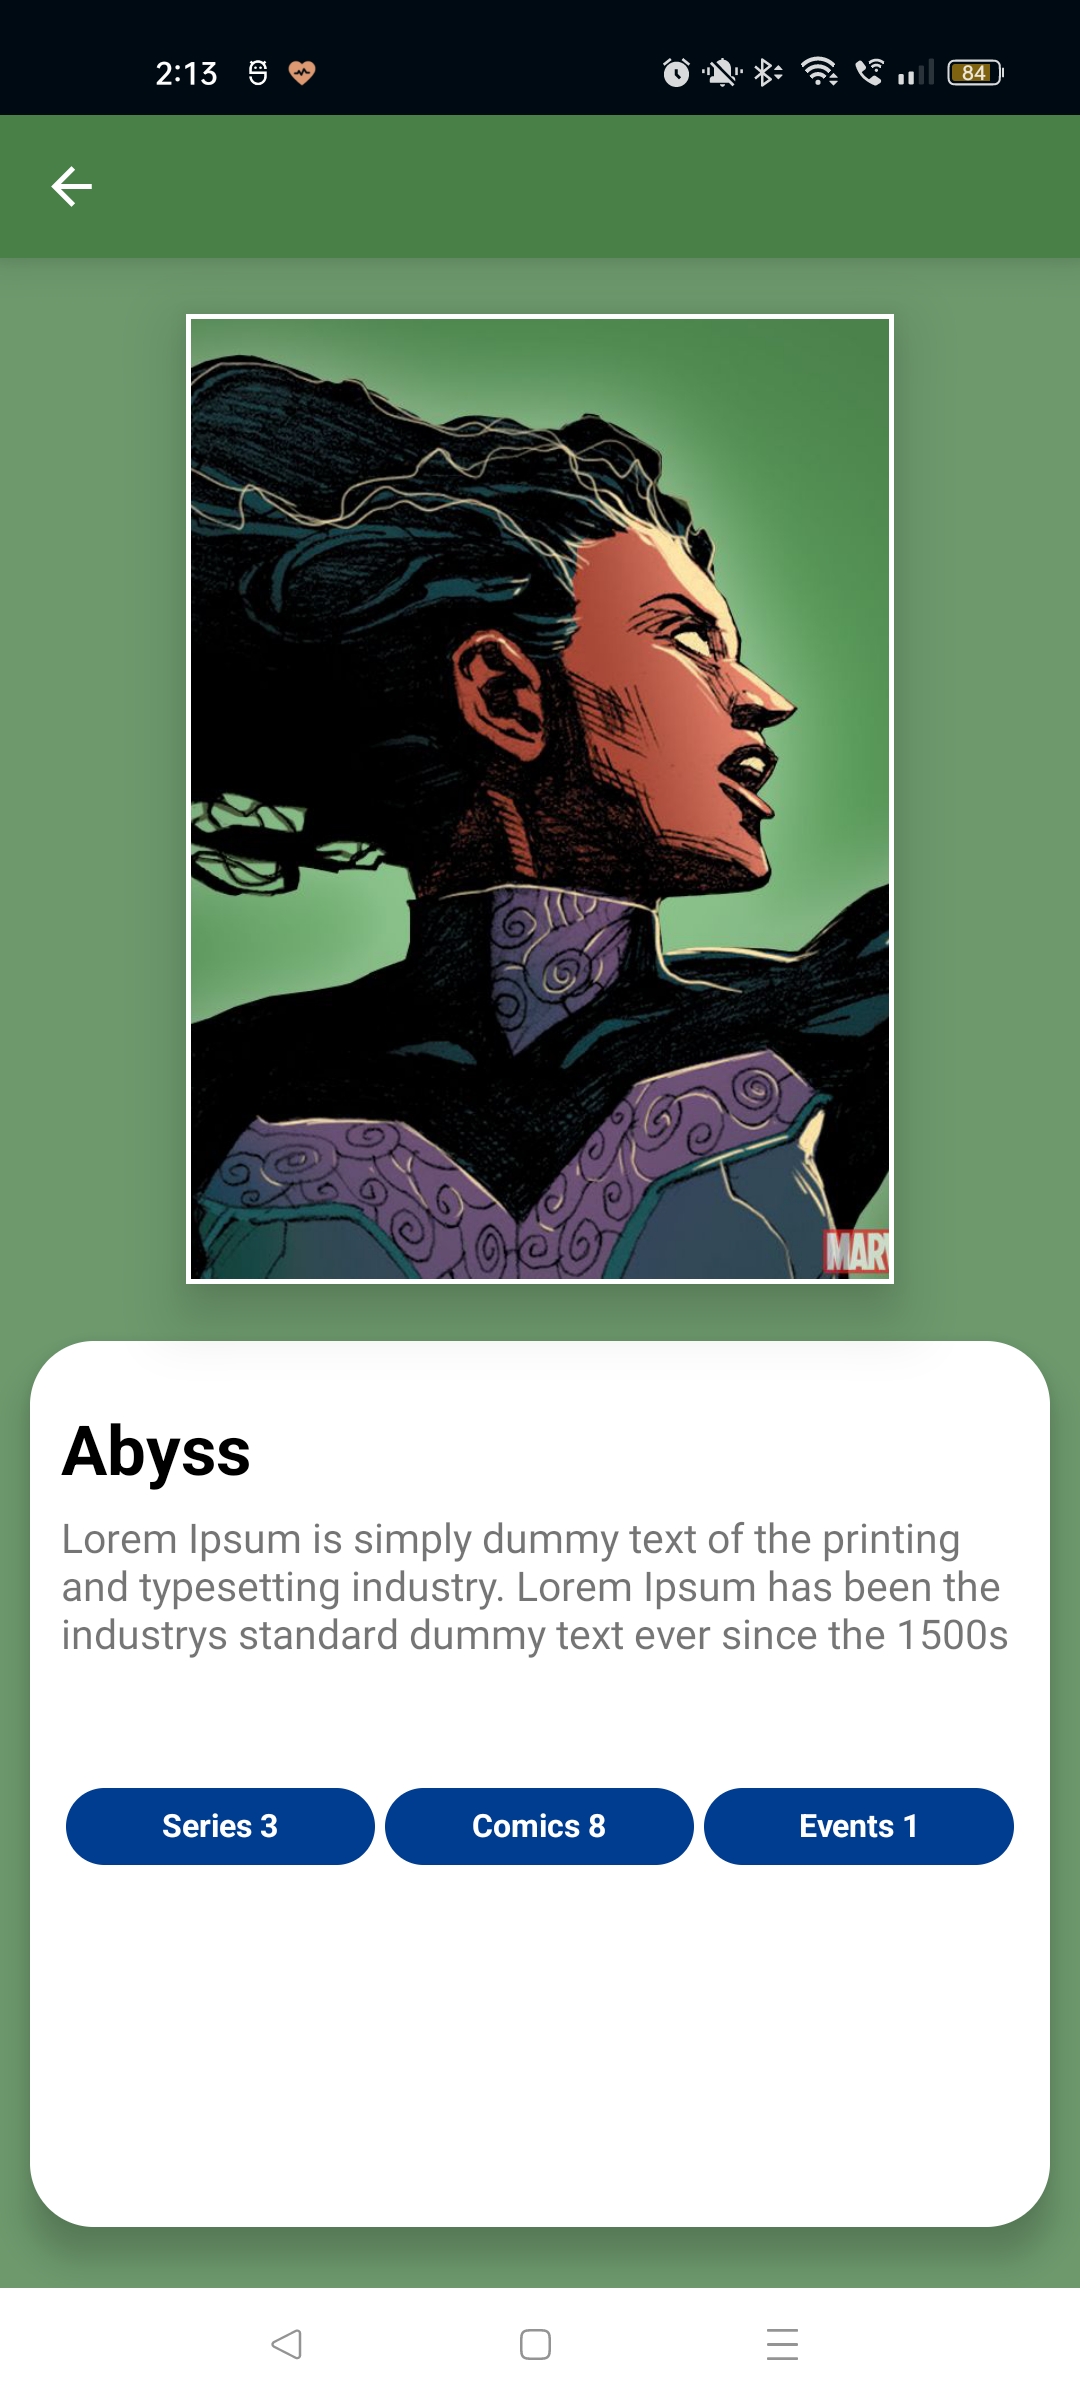 2:13
84
MAR
Abyss
Lorem Ipsum is simply dummy text of the printing
and typesetting industry. Lorem Ipsum has been the
industrys standard dummy text ever since the 1500s
Series 3
Comics 8
Events 1